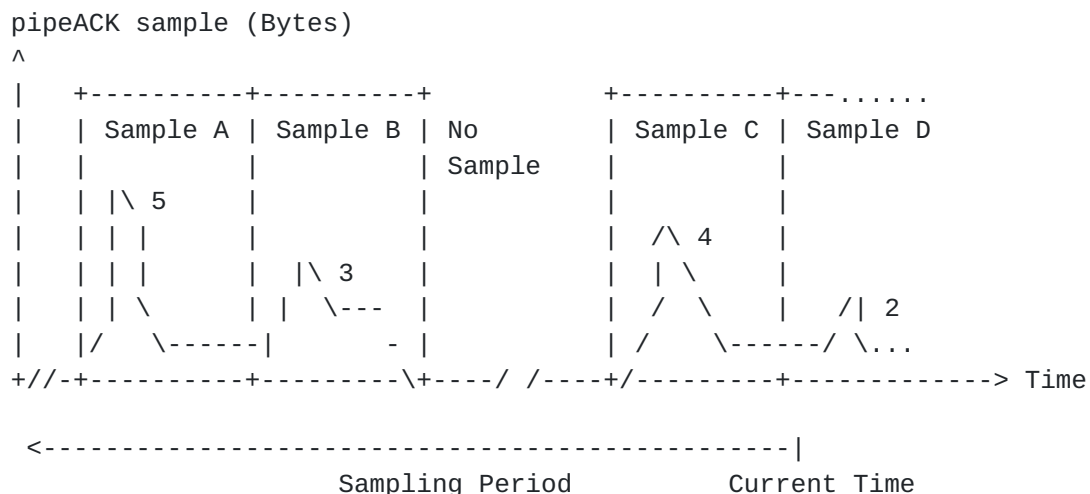 pipeACK sample (Bytes)
^
|   +----------+----------+           +----------+---......
|   | Sample A | Sample B | No        | Sample C | Sample D
|   |          |          | Sample    |          |
|   | |\ 5     |          |           |          |
|   | | |      |          |           |  /\ 4    |
|   | | |      |  |\ 3    |           |  | \     |
|   | | \      | |  \---  |           |  /  \    |   /| 2
|   |/   \------|       - |           | /    \------/ \...
+//-+----------+---------\+----/ /----+/---------+-------------> Time

 <------------------------------------------------|
                    Sampling Period          Current Time